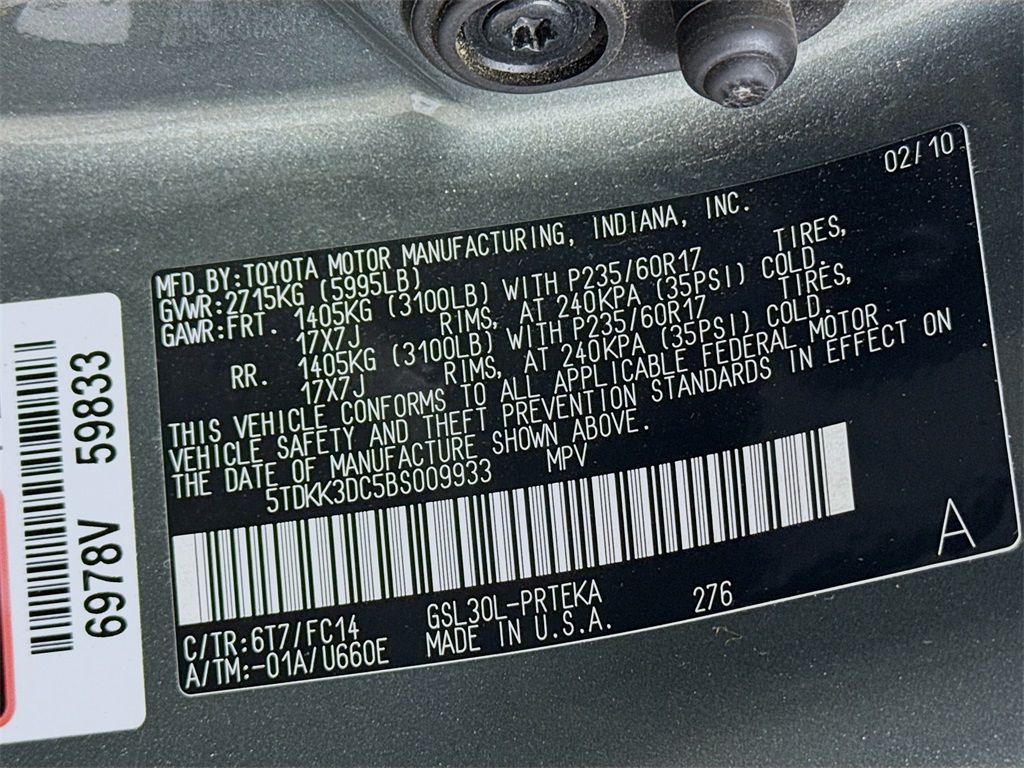 02/10
MFD.BY:TOYOTA MOTOR MANUFACTURING, INDIANA, INC.
GVWR:2715KG (5995LB)
GAWR:FRT. 1405KG (3100LB) WITH P235/60R17 TIRES,
17X7J RIMS, AT 240KPA (35PSI) COLD.
RR. 1405KG (3100LB) WITH P235/60R17 TIRES,
17X7J RIMS, AT 240KPA (35PSI) COLD.
THIS VEHICLE CONFORMS TO ALL APPLICABLE FEDERAL MOTOR
VEHICLE SAFETY AND THEFT PREVENTION STANDARDS IN EFFECT ON
THE DATE OF MANUFACTURE SHOWN ABOVE.
5TDKK3DC5BS009933 MPV
A
C/TR:6T7/FC14 GSL30L-PRTEKA 276
A/TM:-01A/U660E MADE IN U.S.A.
6978V 59833